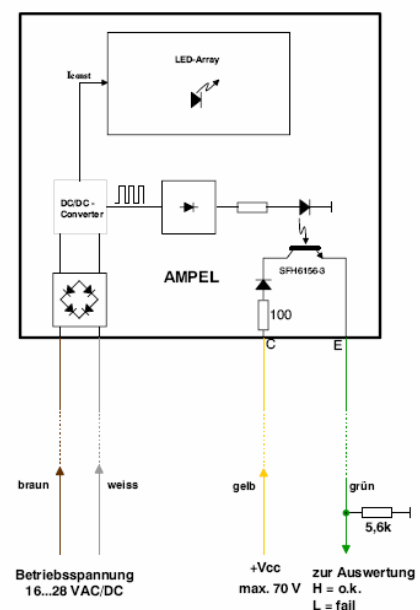 LED-Array
Iconst
DC/DC -
Converter
SFH6156-3
AMPEL
100
C
E
braun
weiss
gelb
grün
5,6k
Betriebsspannung
16...28 VAC/DC
+Vcc
max. 70 V
zur Auswertung
H = o.k.
L = fail